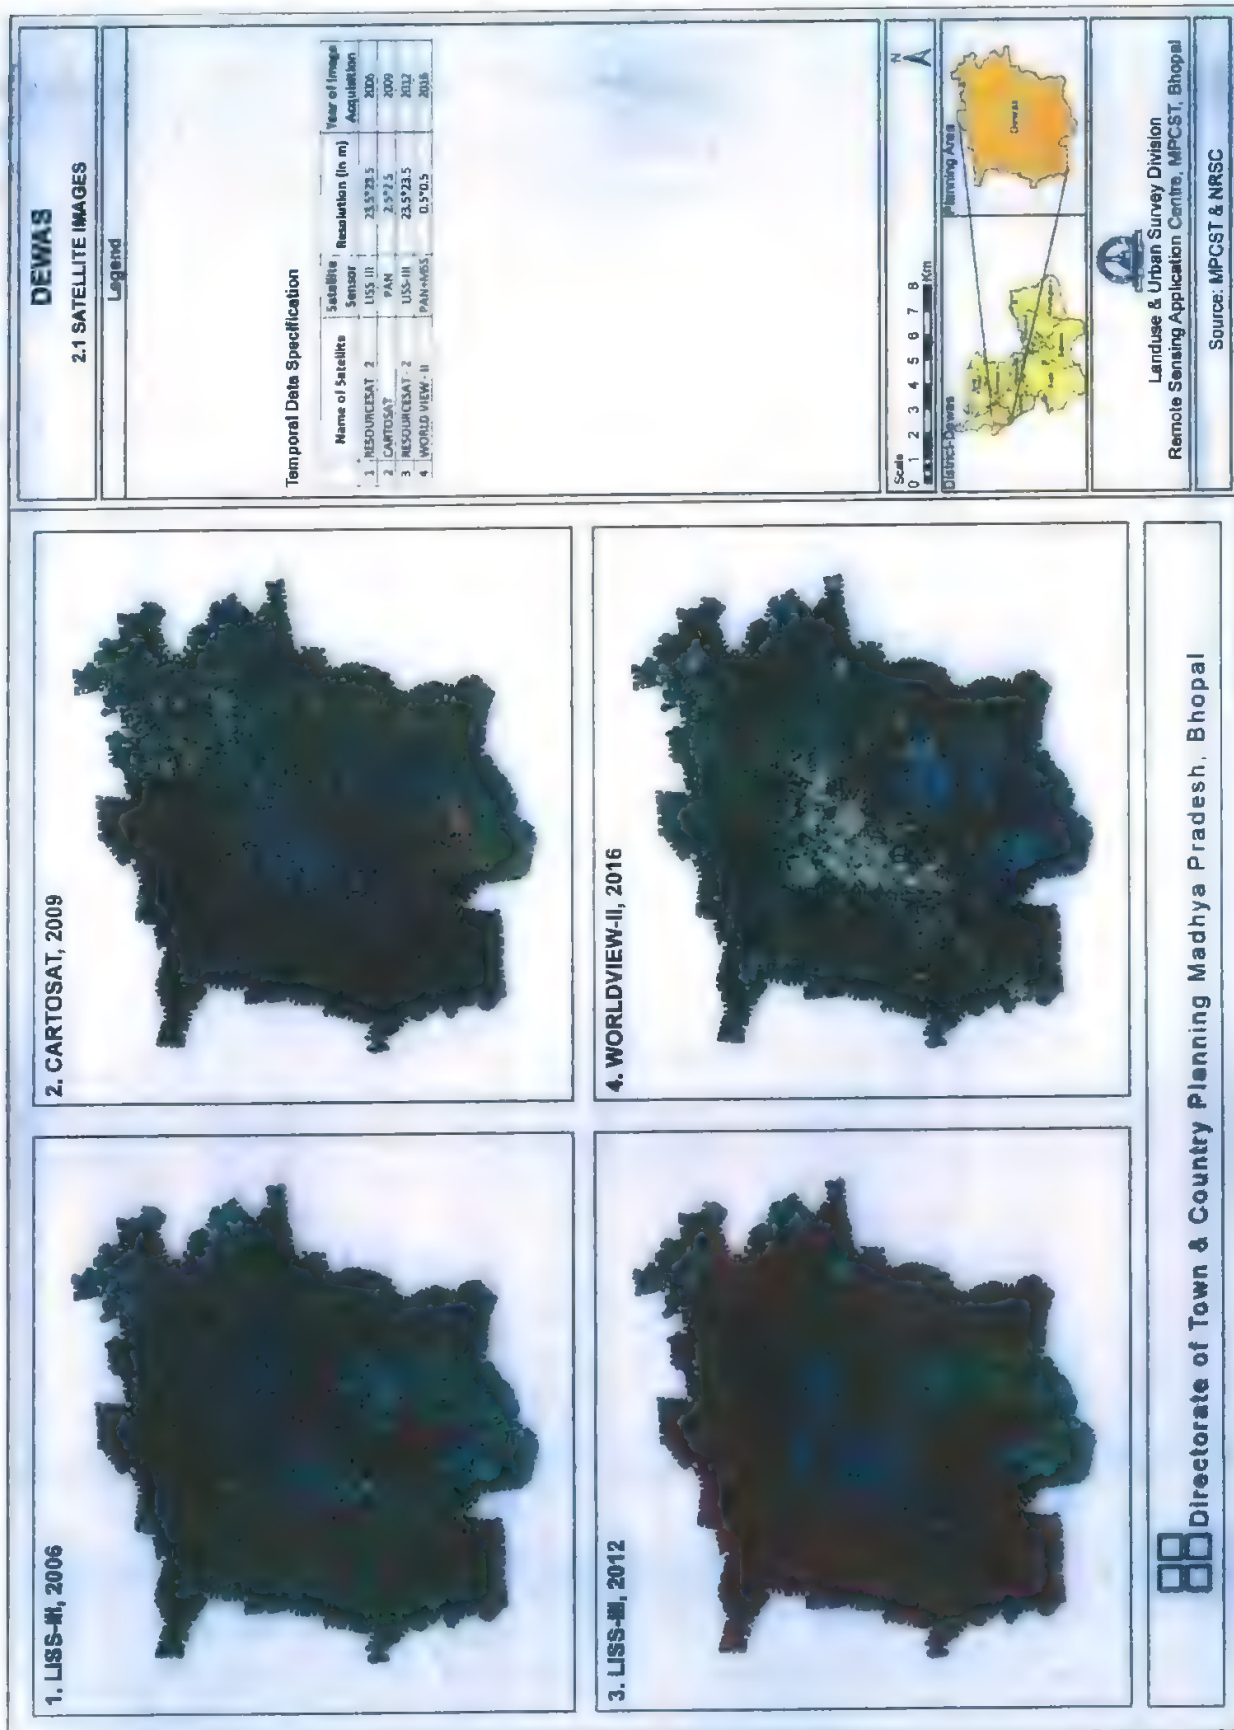 DEWAS
2.1 SATELLITE IMAGES
Legend
1. LISS-III, 2006
2. CARTOSAT, 2009
3. LISS-III, 2012
4. WORLDVIEW-II, 2016
Temporal Data Specification
Name of Satellite Satellite Sensor Resolution (In m) Year of Image Acquisition
1 RESOURCESAT 2 LISS III 23.5*23.5 2006
2 CARTOSAT PAN 2.5*2.5 2009
3 RESOURCESAT - 2 LISS-III 23.5*23.5 2012
4 WORLD VIEW - II PAN+MSS 0.5*0.5 2016
N
Scale
0 1 2 3 4 5 6 7 8
Km
District-Dewas
Planning Area
Dewas
Landuse & Urban Survey Division
Remote Sensing Application Centre, MPCST, Bhopal
Source: MPCST & NRSC
Directorate of Town & Country Planning Madhya Pradesh, Bhopal